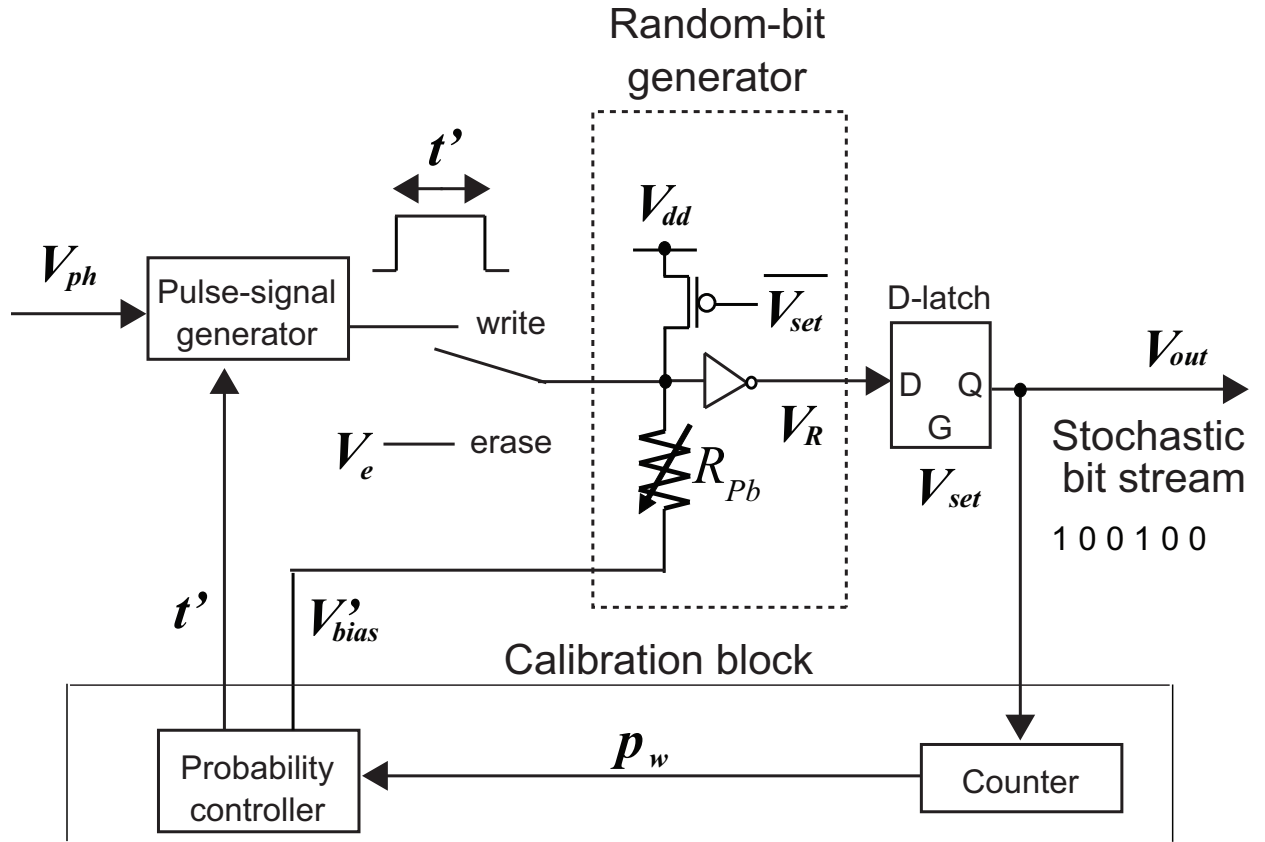 Random-bit
generator
t’
V_dd
V_ph
Pulse-signal
generator
write
V_set
D-latch
V_out
D Q
G
V_R
V_e
erase
R_Pb
V_set
Stochastic
bit stream
1 0 0 1 0 0
t’
V’_bias
Calibration block
p_w
Probability
controller
Counter